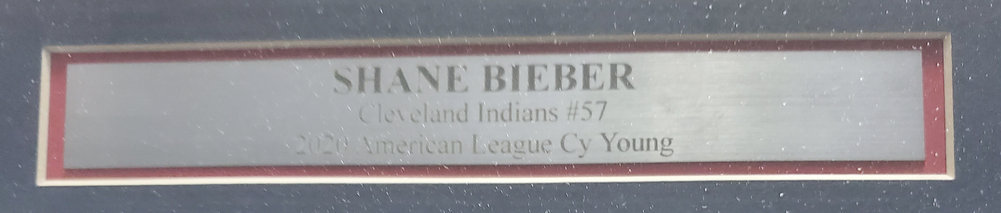 SHANE BIEBER
Cleveland Indians #57
2020 American League Cy Young